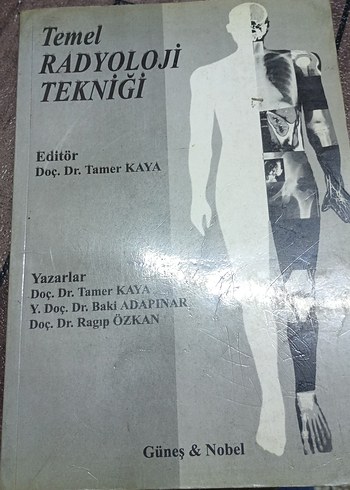 Temel
RADYOLOJİ
TEKNİĞİ
Editör
Doç. Dr. Tamer KAYA
Yazarlar
Doç. Dr. Tamer KAYA
Y. Doç. Dr. Baki ADAPINAR
Doç. Dr. Ragıp ÖZKAN
Güneş & Nobel